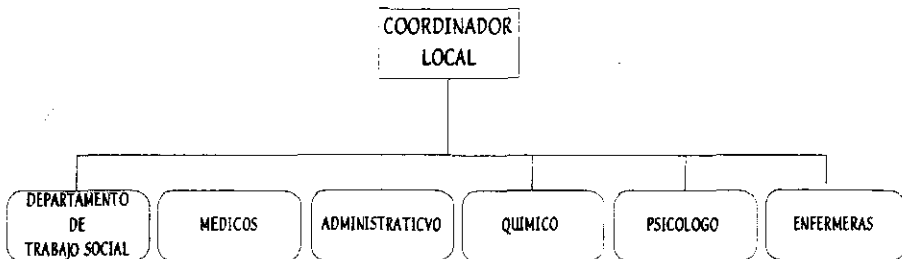 COORDINADOR
LOCAL
DEPARTAMENTO
DE
TRABAJO SOCIAL
MEDICOS
ADMINISTRATICVO
QUIMICO
PSICOLOGO
ENFERMERAS